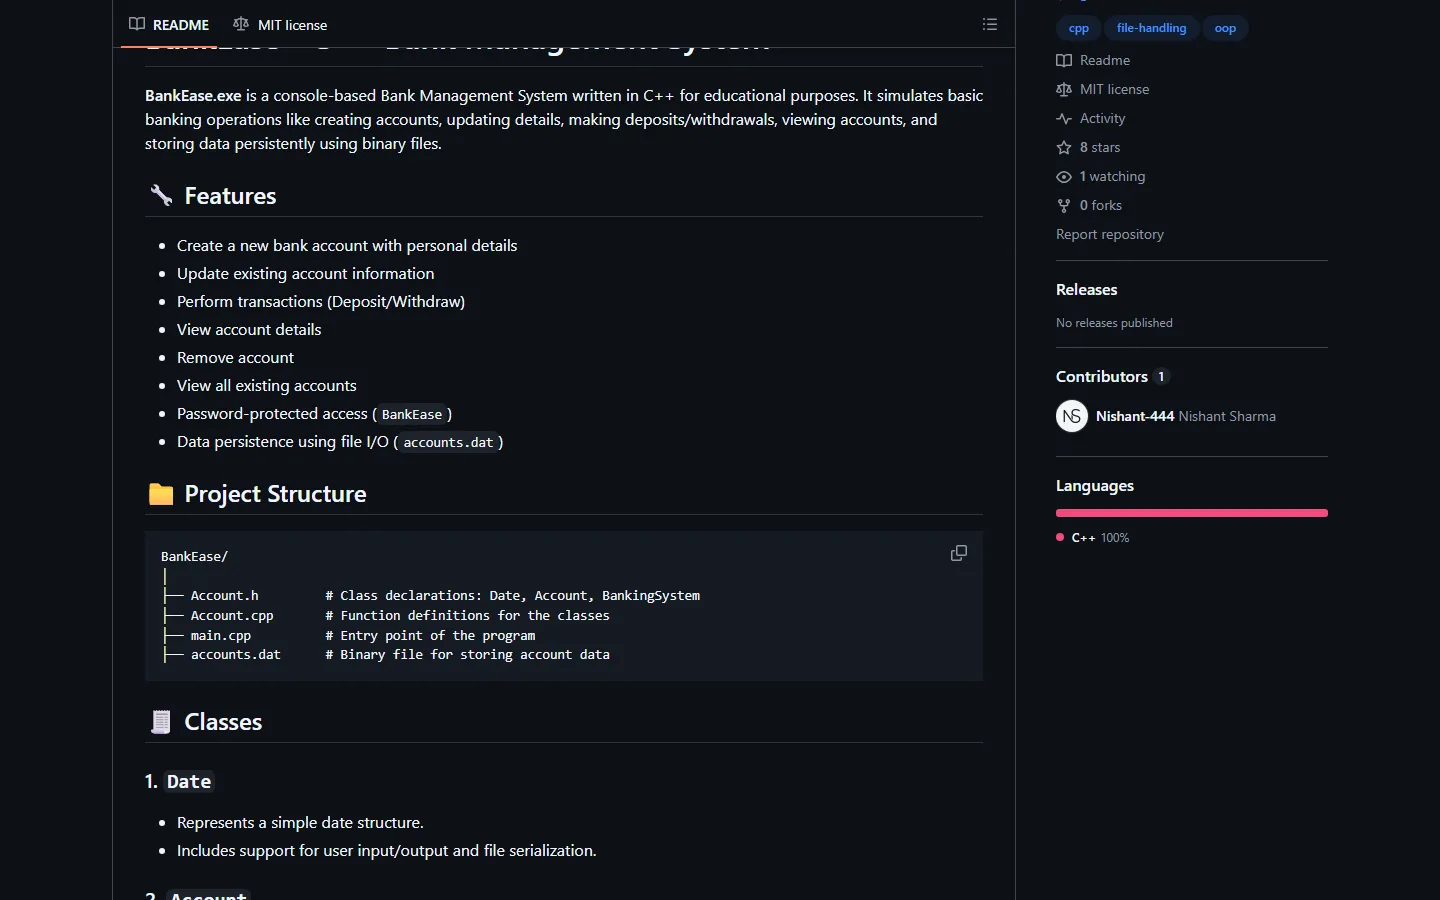 README
MIT license
BankEase.exe is a console-based Bank Management System written in C++ for educational purposes. It simulates basic
banking operations like creating accounts, updating details, making deposits/withdrawals, viewing accounts, and
storing data persistently using binary files.
🔧 Features
• Create a new bank account with personal details
• Update existing account information
• Perform transactions (Deposit/Withdraw)
• View account details
• Remove account
• View all existing accounts
• Password-protected access (BankEase)
• Data persistence using file I/O (accounts.dat)
📁 Project Structure
BankEase/
│
├── Account.h # Class declarations: Date, Account, BankingSystem
├── Account.cpp # Function definitions for the classes
├── main.cpp # Entry point of the program
├── accounts.dat # Binary file for storing account data
🧾 Classes
1. Date
• Represents a simple date structure.
• Includes support for user input/output and file serialization.
2. Account
cpp file-handling oop
Readme
MIT license
Activity
8 stars
1 watching
0 forks
Report repository
Releases
No releases published
Contributors 1
NS
Nishant-444 Nishant Sharma
Languages
C++ 100%